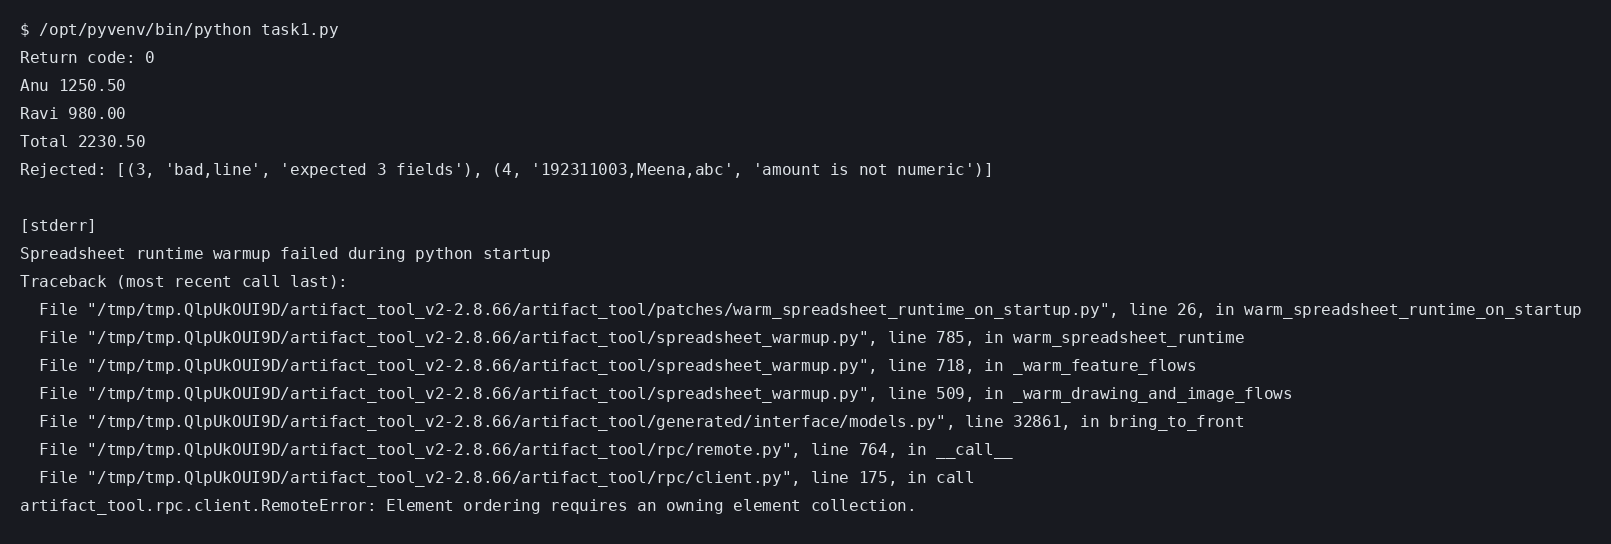 $ /opt/pyvenv/bin/python task1.py
Return code: 0
Anu 1250.50
Ravi 980.00
Total 2230.50
Rejected: [(3, 'bad,line', 'expected 3 fields'), (4, '192311003,Meena,abc', 'amount is not numeric')]

[stderr]
Spreadsheet runtime warmup failed during python startup
Traceback (most recent call last):
  File "/tmp/tmp.QlpUkOUI9D/artifact_tool_v2-2.8.66/artifact_tool/patches/warm_spreadsheet_runtime_on_startup.py", line 26, in warm_spreadsheet_runtime_on_startup
  File "/tmp/tmp.QlpUkOUI9D/artifact_tool_v2-2.8.66/artifact_tool/spreadsheet_warmup.py", line 785, in warm_spreadsheet_runtime
  File "/tmp/tmp.QlpUkOUI9D/artifact_tool_v2-2.8.66/artifact_tool/spreadsheet_warmup.py", line 718, in _warm_feature_flows
  File "/tmp/tmp.QlpUkOUI9D/artifact_tool_v2-2.8.66/artifact_tool/spreadsheet_warmup.py", line 509, in _warm_drawing_and_image_flows
  File "/tmp/tmp.QlpUkOUI9D/artifact_tool_v2-2.8.66/artifact_tool/generated/interface/models.py", line 32861, in bring_to_front
  File "/tmp/tmp.QlpUkOUI9D/artifact_tool_v2-2.8.66/artifact_tool/rpc/remote.py", line 764, in __call__
  File "/tmp/tmp.QlpUkOUI9D/artifact_tool_v2-2.8.66/artifact_tool/rpc/client.py", line 175, in call
artifact_tool.rpc.client.RemoteError: Element ordering requires an owning element collection.